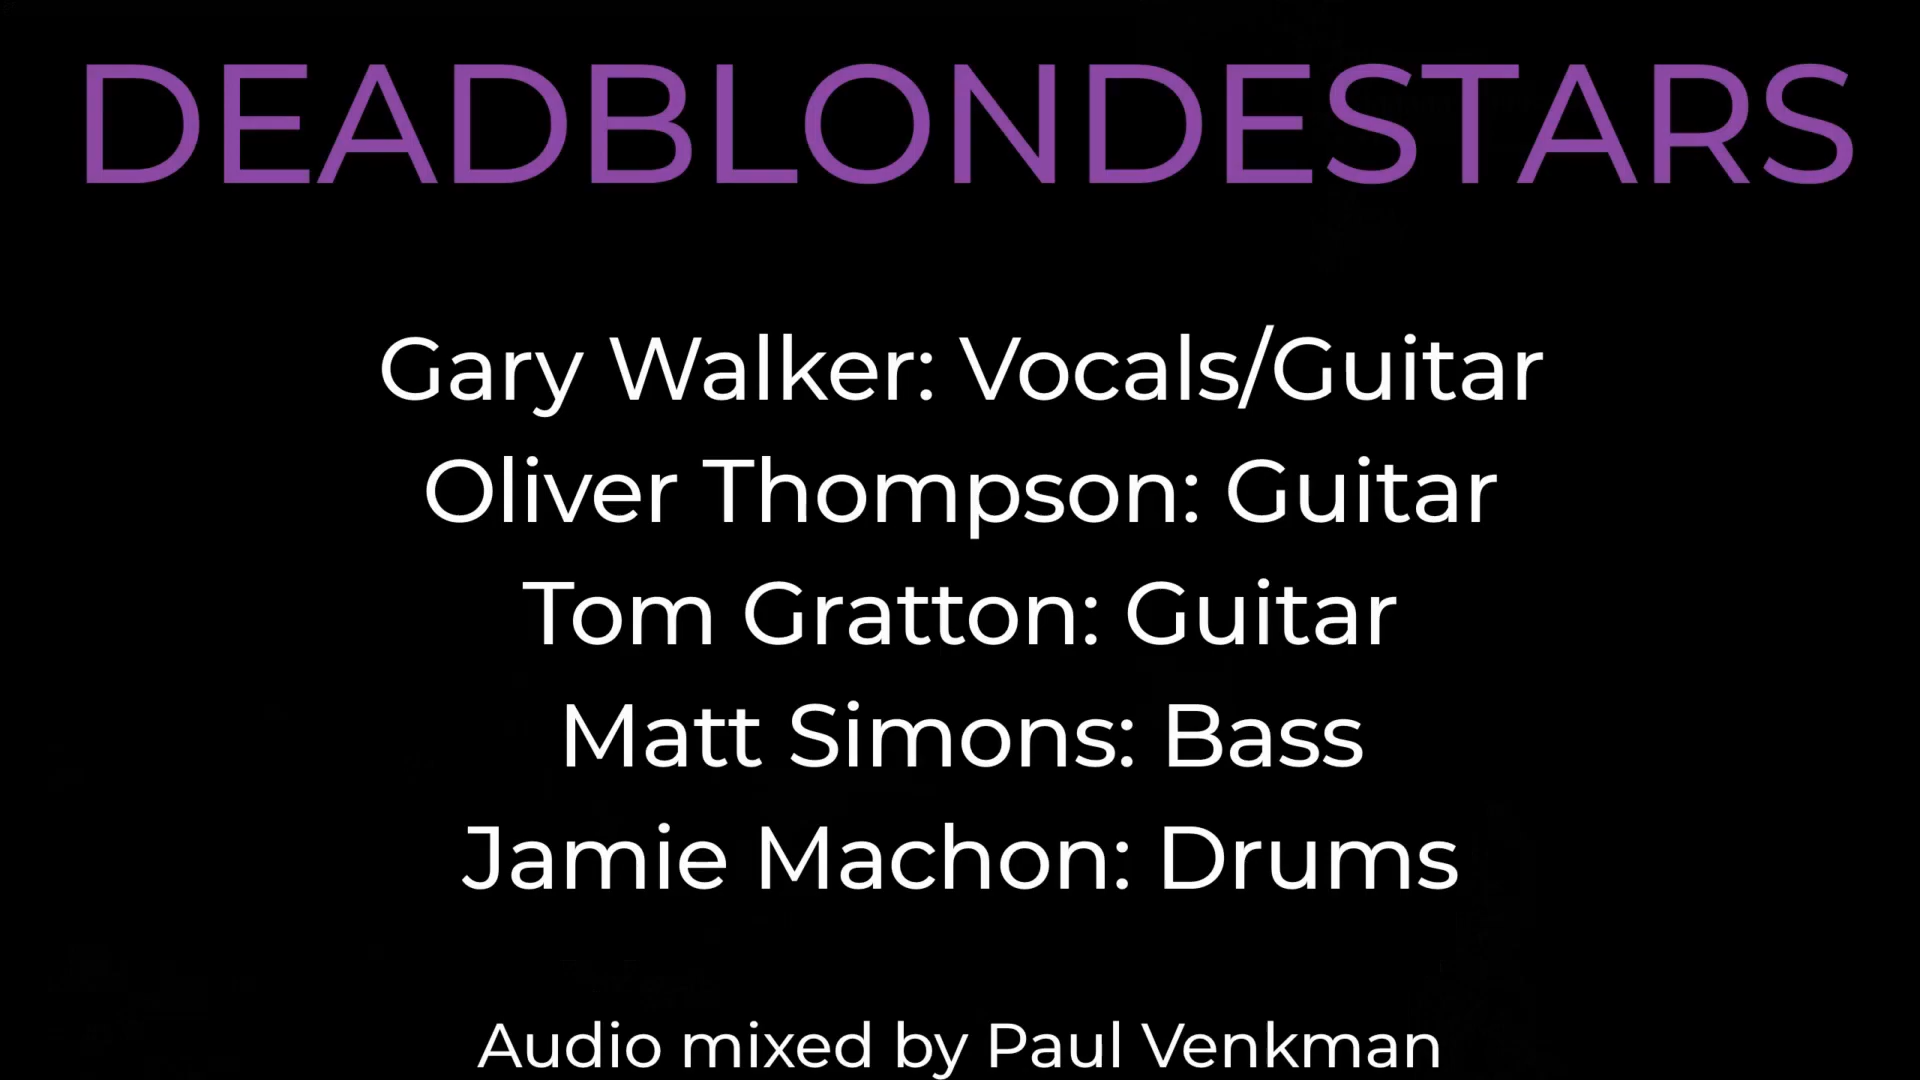 DEADBLONDESTARS
Gary Walker: Vocals/Guitar
Oliver Thompson: Guitar
Tom Gratton: Guitar
Matt Simons: Bass
Jamie Machon: Drums
Audio mixed by Paul Venkman